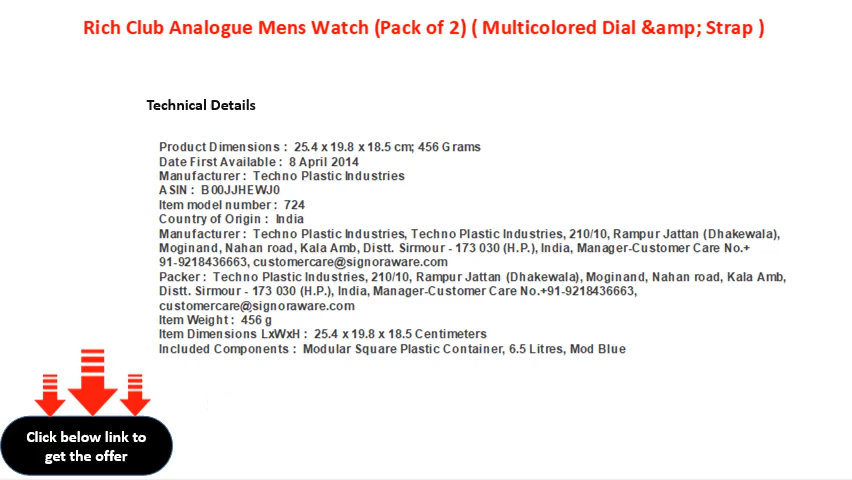 Rich Club Analogue Mens Watch (Pack of 2) ( Multicolored Dial &amp; Strap )
Technical Details
Product Dimensions : 25.4 x 19.8 x 18.5 cm; 456 Grams
Date First Available : 8 April 2014
Manufacturer : Techno Plastic Industries
ASIN : B00JJHEWJ0
Item model number : 724
Country of Origin : India
Manufacturer : Techno Plastic Industries, Techno Plastic Industries, 210/10, Rampur Jattan (Dhakewala),
Moginand, Nahan road, Kala Amb, Distt. Sirmour - 173 030 (H.P.), India, Manager-Customer Care No.+
91-9218436663, customercare@signoraware.com
Packer : Techno Plastic Industries, 210/10, Rampur Jattan (Dhakewala), Moginand, Nahan road, Kala Amb,
Distt. Sirmour - 173 030 (H.P.), India, Manager-Customer Care No.+91-9218436663,
customercare@signoraware.com
Item Weight : 456 g
Item Dimensions LxWxH : 25.4 x 19.8 x 18.5 Centimeters
Included Components : Modular Square Plastic Container, 6.5 Litres, Mod Blue
Click below link to
get the offer